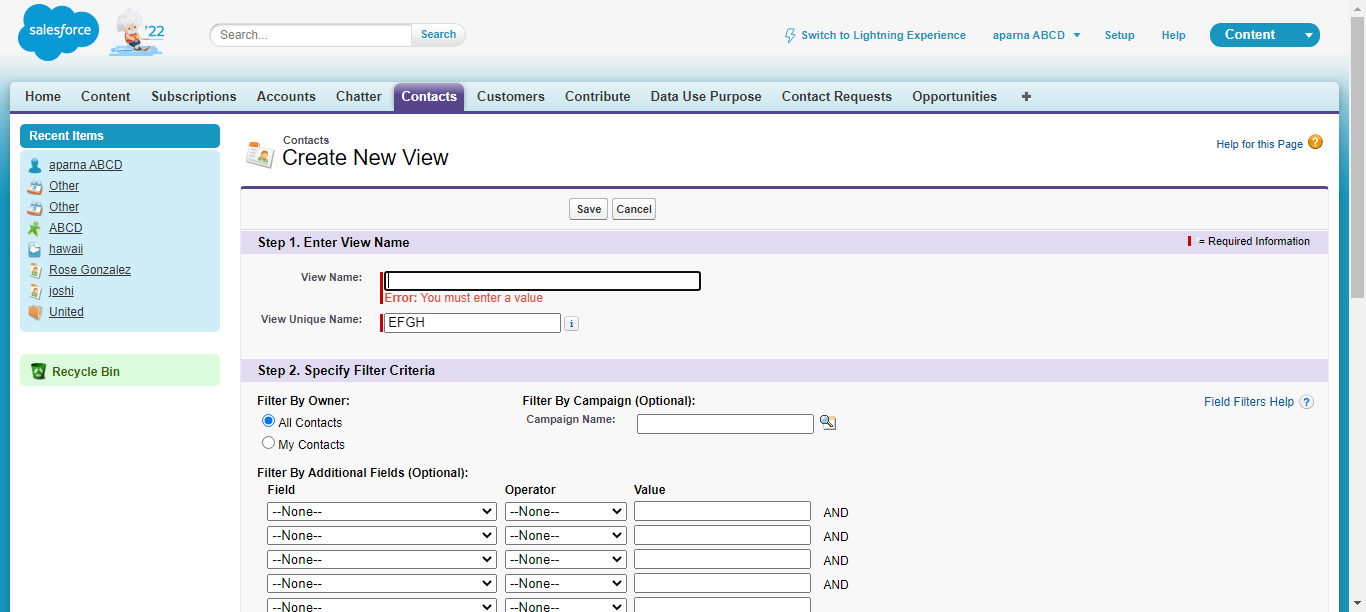 salesforce
'22
Search...
Search
Switch to Lightning Experience
aparna ABCD
Setup
Help
Content
Home Content Subscriptions Accounts Chatter Contacts Customers Contribute Data Use Purpose Contact Requests Opportunities +
Recent Items
aparna ABCD
Other
Other
ABCD
hawaii
Rose Gonzalez
joshi
United
Recycle Bin
Contacts
Create New View
Help for this Page ?
Save Cancel
Step 1. Enter View Name
= Required Information
View Name:
Error: You must enter a value
View Unique Name: EFGH i
Step 2. Specify Filter Criteria
Filter By Owner:
All Contacts
My Contacts
Filter By Campaign (Optional):
Campaign Name:
Field Filters Help ?
Filter By Additional Fields (Optional):
Field Operator Value
--None-- --None-- AND
--None-- --None-- AND
--None-- --None-- AND
--None-- --None-- AND
--None-- --None--